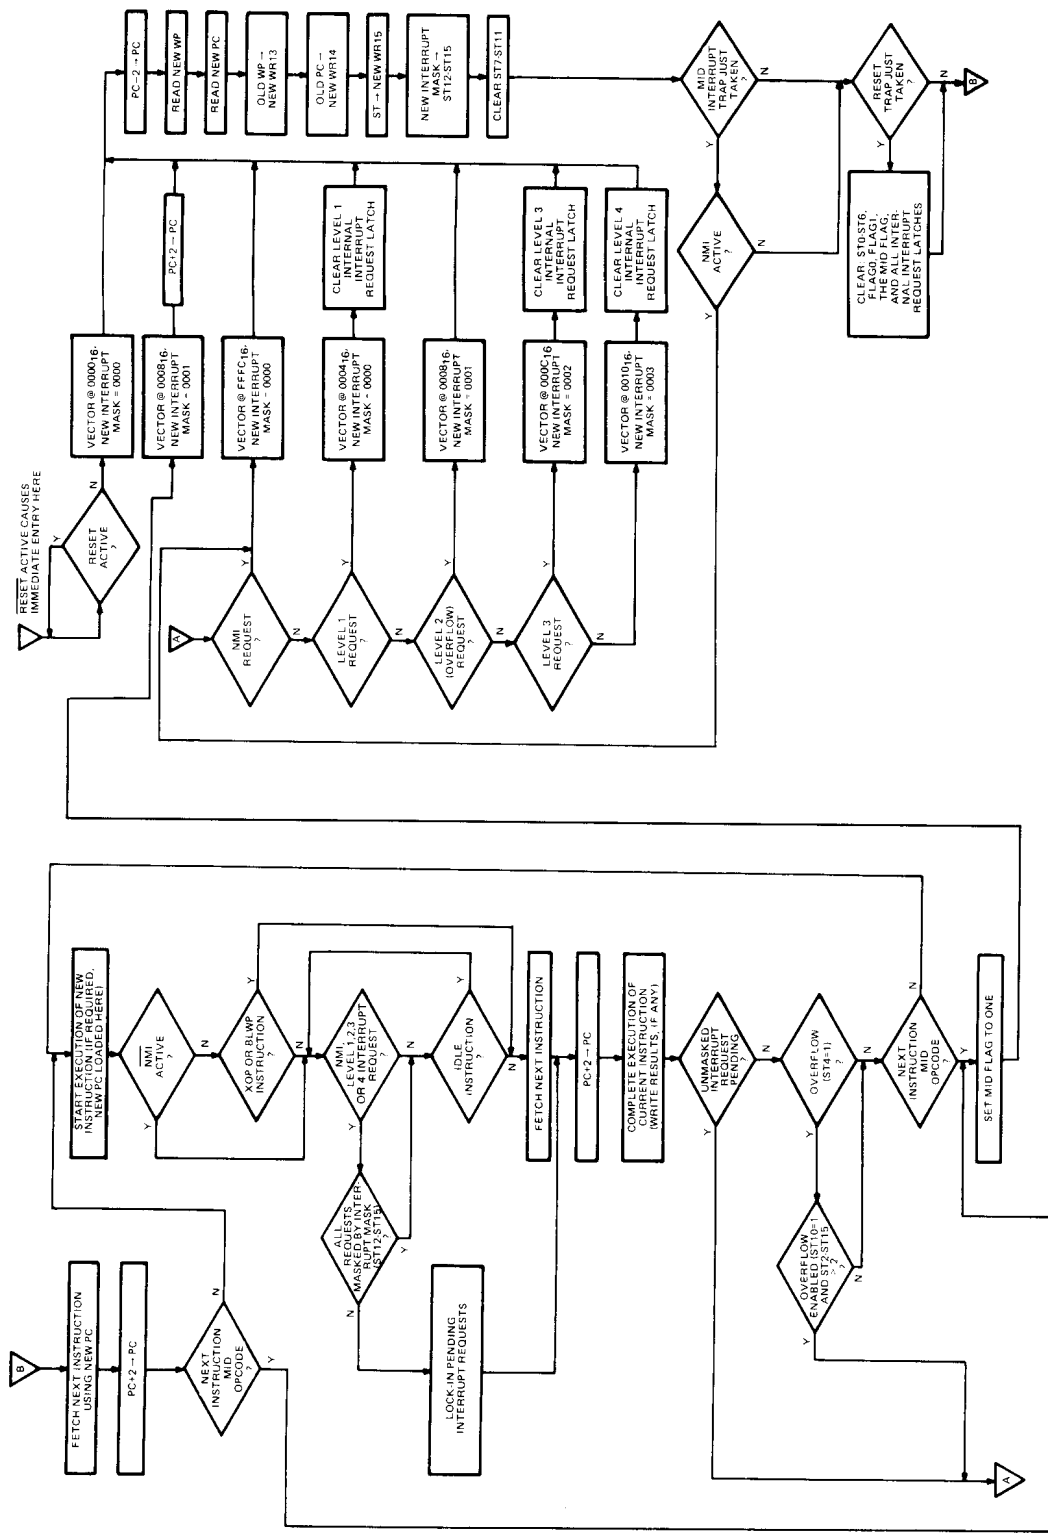 B
FETCH NEXT INSTRUCTION
USING NEW PC
PC+2→PC
NEXT
INSTRUCTION
MID
OPCODE
?
N
Y
START EXECUTION OF NEW
INSTRUCTION (IF REQUIRED,
NEW PC LOADED HERE)
NMI
ACTIVE
?
Y
N
XOP OR BLWP
INSTRUCTION
?
Y
N
NMI,
LEVEL 1,2,3
OR 4 INTERRUPT
REQUEST
?
Y
N
ALL
REQUESTS
MASKED BY INTER-
RUPT MASK
(ST12-ST15)
?
N
Y
LOCK-IN PENDING
INTERRUPT REQUESTS
IDLE
INSTRUCTION
?
Y
N
FETCH NEXT INSTRUCTION
PC+2→PC
COMPLETE EXECUTION OF
CURRENT INSTRUCTION
(WRITE RESULTS, IF ANY)
UNMASKED
INTERRUPT
REQUEST
PENDING
?
Y
N
OVERFLOW
(ST4=1)
?
Y
N
OVERFLOW
ENABLED (ST10=1
AND ST2-ST15
> 2
?
Y
N
NEXT
INSTRUCTION
MID
OPCODE
?
N
Y
SET MID FLAG TO ONE
A
RESET ACTIVE CAUSES
IMMEDIATE ENTRY HERE
RESET
ACTIVE
?
Y
N
VECTOR @ 000016-
NEW INTERRUPT
MASK = 0000
VECTOR @ 000816-
NEW INTERRUPT
MASK - 0001
PC+2→PC
A
NMI
REQUEST
?
Y
N
VECTOR @ FFFC16-
NEW INTERRUPT
MASK - 0000
LEVEL 1
REQUEST
?
Y
N
VECTOR @ 000416-
NEW INTERRUPT
MASK - 0000
CLEAR LEVEL 1
INTERNAL
INTERRUPT
REQUEST LATCH
LEVEL 2
(OVERFLOW)
REQUEST
?
Y
N
VECTOR @ 000816-
NEW INTERRUPT
MASK = 0001
LEVEL 3
REQUEST
?
Y
N
VECTOR @ 000C16
NEW INTERRUPT
MASK = 0002
CLEAR LEVEL 3
INTERNAL
INTERRUPT
REQUEST LATCH
VECTOR @ 001016-
NEW INTERRUPT
MASK = 0003
CLEAR LEVEL 4
INTERNAL
INTERRUPT
REQUEST LATCH
PC−2→PC
READ NEW WP
READ NEW PC
OLD WP→
NEW WR13
OLD PC→
NEW WR14
ST→NEW WR15
NEW INTERRUPT
MASK→
ST12-ST15
CLEAR ST7-ST11
MID
INTERRUPT
TRAP JUST
TAKEN
?
Y
N
NMI
ACTIVE
?
Y
N
RESET
TRAP JUST
TAKEN
?
Y
N
CLEAR: ST0-ST6,
FLAG0, FLAG1,
THE MID FLAG,
AND ALL INTER-
NAL INTERRUPT
REQUEST LATCHES
B